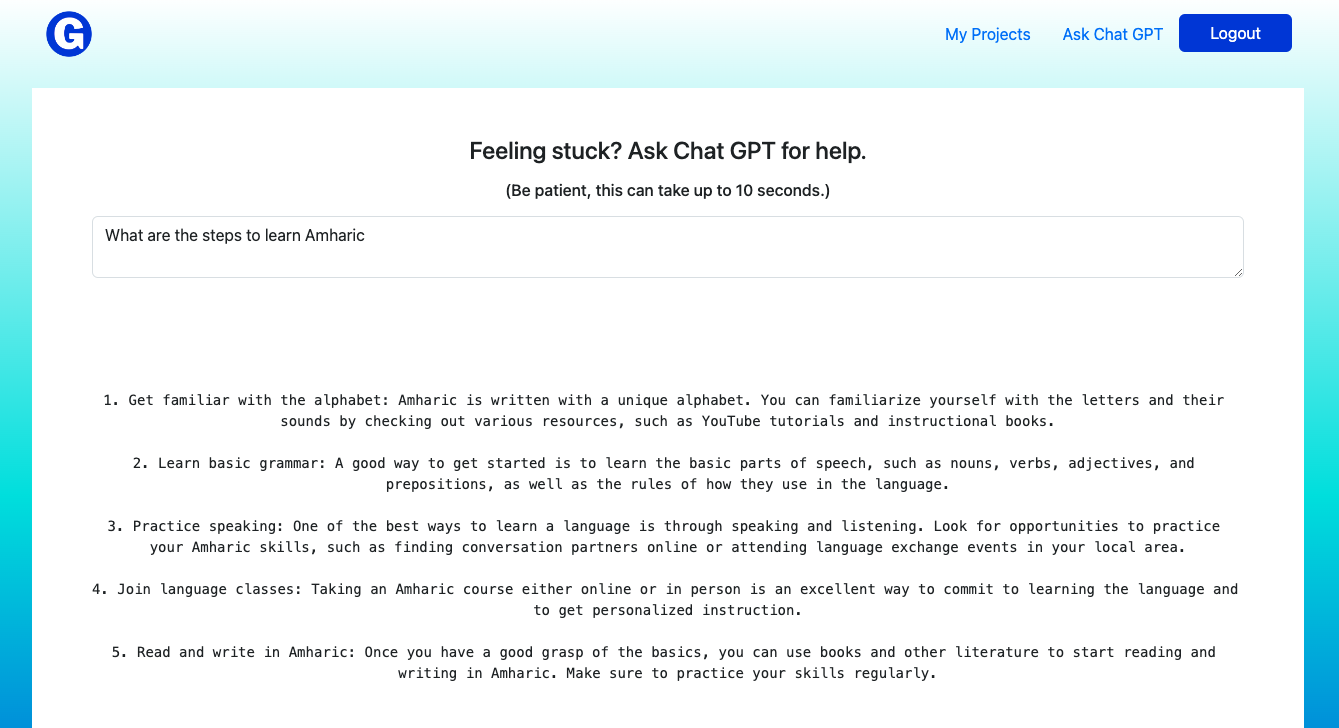 G
My Projects
Ask Chat GPT
Logout
Feeling stuck? Ask Chat GPT for help.
(Be patient, this can take up to 10 seconds.)
What are the steps to learn Amharic
1. Get familiar with the alphabet: Amharic is written with a unique alphabet. You can familiarize yourself with the letters and their
sounds by checking out various resources, such as YouTube tutorials and instructional books.
2. Learn basic grammar: A good way to get started is to learn the basic parts of speech, such as nouns, verbs, adjectives, and
prepositions, as well as the rules of how they use in the language.
3. Practice speaking: One of the best ways to learn a language is through speaking and listening. Look for opportunities to practice
your Amharic skills, such as finding conversation partners online or attending language exchange events in your local area.
4. Join language classes: Taking an Amharic course either online or in person is an excellent way to commit to learning the language and
to get personalized instruction.
5. Read and write in Amharic: Once you have a good grasp of the basics, you can use books and other literature to start reading and
writing in Amharic. Make sure to practice your skills regularly.